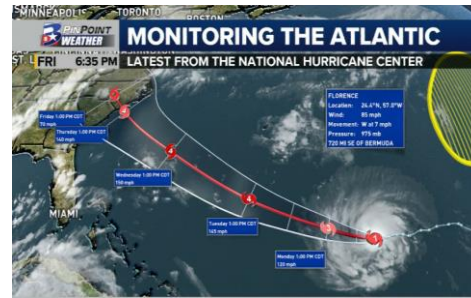 MINNEAPOLIS
TORONTO
BOSTON
3 PINPOINT
WEATHER
MONITORING THE ATLANTIC
FRI 6:35 PM
LATEST FROM THE NATIONAL HURRICANE CENTER
FLORENCE
Location: 24.4°N, 57.0°W
Wind: 85 mph
Movement: W at 7 mph
Pressure: 975 mb
720 MI SE OF BERMUDA
Friday 1:00 PM CDT
70 mph
Thursday 1:00 PM CDT
140 mph
Wednesday 1:00 PM CDT
150 mph
Tuesday 1:00 PM CDT
145 mph
Monday 1:00 PM CDT
120 mph
4
4
MIAMI